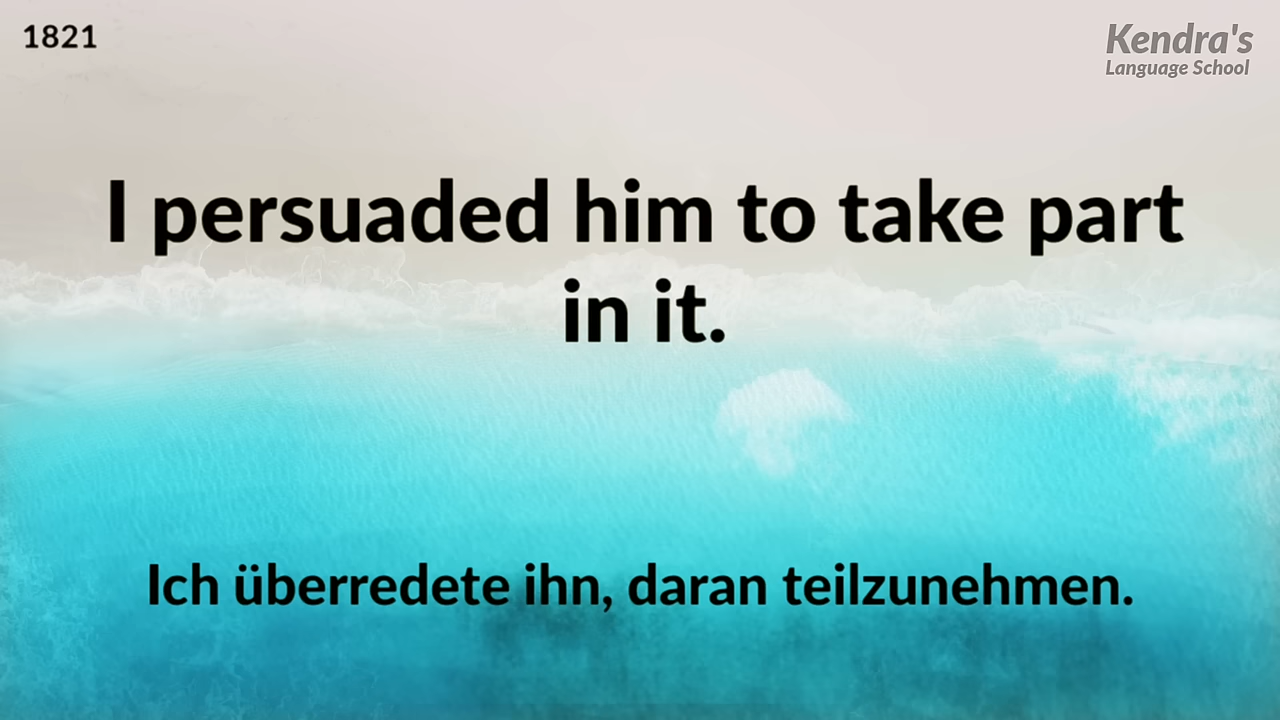 1821
Kendra's
Language School
I persuaded him to take part
in it.
Ich überredete ihn, daran teilzunehmen.